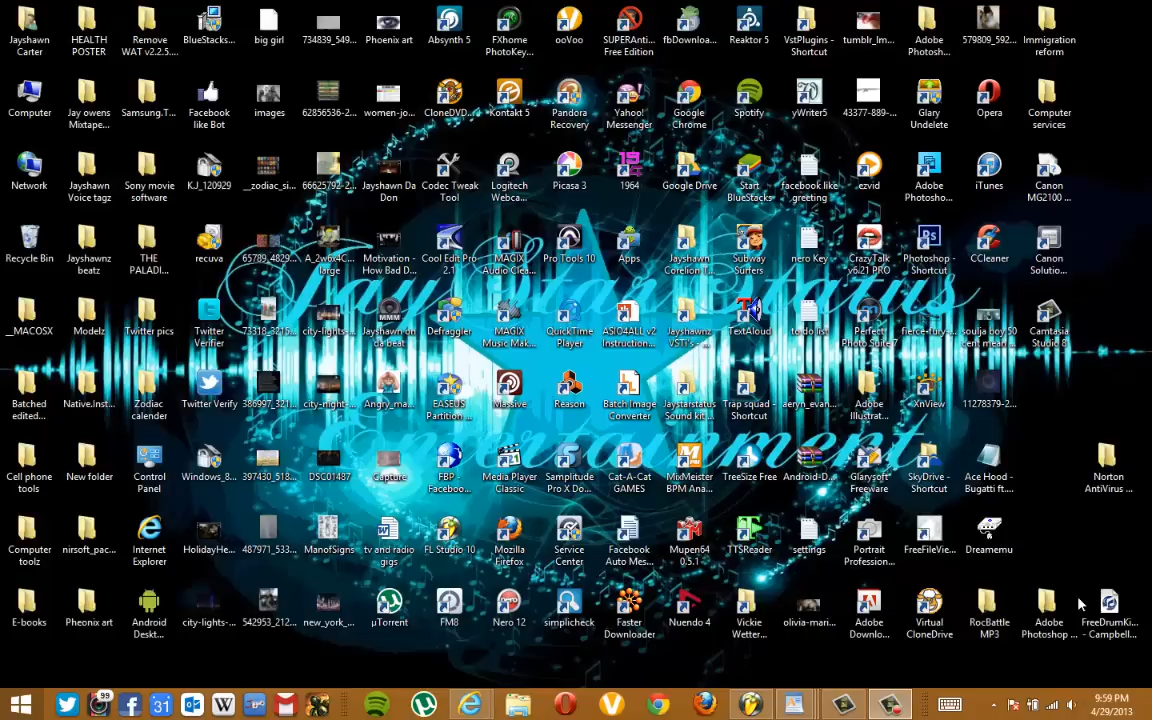 Jayshawn Carter
HEALTH POSTER
Remove WAT v2.2.5....
BlueStacks...
big girl
734839_549...
Phoenix art
Absynth 5
FXhome PhotoKey...
ooVoo
SUPERAnti... Free Edition
fbDownloa...
Reaktor 5
VstPlugins - Shortcut
tumblr_lm...
Adobe Photosh...
579809_592...
Immigration reform
Computer
Jay owens Mixtape...
Samsung.T...
Facebook like Bot
images
62856536-2...
women-jo...
CloneDVD...
Kontakt 5
Pandora Recovery
Yahoo! Messenger
Google Chrome
Spotify
yWriter5
43377-889-...
Glary Undelete
Opera
Computer services
Network
Jayshawn Voice tagz
Sony movie software
KJ_120929
__zodiac_si...
66625792-2...
Jayshawn Da Don
Codec Tweak Tool
Logitech Webca...
Picasa 3
1964
Google Drive
Start BlueStacks
facebook like greeting
ezvid
Adobe Photosho...
iTunes
Canon MG2100 ...
Recycle Bin
Jayshawnz beatz
THE PALADI...
recuva
65789_4829...
A_2w6x4C... large
Motivation - How Bad D...
Cool Edit Pro 2.1
MAGIX Audio Clea...
Pro Tools 10
Apps
Jayshawn Corelion T...
Subway Surfers
nero Key
CrazyTalk v6.21 PRO
Photoshop - Shortcut
CCleaner
Canon Solutio...
Jay Star Status
__MACOSX
Modelz
Twitter pics
Twitter Verifier
73318_3215...
city-lights-...
Jayshawn on da beat
Defraggler
MAGIX Music Mak...
QuickTime Player
ASIO4ALL v2 Instruction...
Jayshawnz VSTi's - ...
TextAloud
to do list
Perfect Photo Suite 7
fierce-fury-...
soulja boy 50 cent mean ...
Camtasia Studio 8
Batched edited...
Native.Inst...
Zodiac calender
Twitter Verify
386997_321...
city-night-...
Angry_ma...
EASEUS Partition ...
Massive
Reason
Batch Image Converter
Jaystarstatus Sound kit...
Trap squad - Shortcut
aeryn_evan...
Adobe Illustrat...
XnView
11278379-2...
Entertainment
Cell phone tools
New folder
Control Panel
Windows_8...
397430_518...
DSC01487
Capture
FBP - Faceboo...
Media Player Classic
Samplitude Pro X Do...
Cat-A-Cat GAMES
MixMeister BPM Ana...
TreeSize Free
Android-D...
Glarysoft Freeware
SkyDrive - Shortcut
Ace Hood - Bugatti ft....
Norton AntiVirus ...
Computer toolz
nirsoft_pac...
Internet Explorer
HolidayHe...
487971_533...
ManofSigns
tv and radio gigs
FL Studio 10
Mozilla Firefox
Service Center
Facebook Auto Mes...
Mupen64 0.5.1
TTSReader
settings
Portrait Profession...
FreeFileVie...
Dreamemu
E-books
Pheonix art
Android Deskt...
city-lights-...
542953_212...
new_york_...
µTorrent
FM8
Nero 12
simplicheck
Faster Downloader
Nuendo 4
Vickie Wetter...
olivia-mari...
Adobe Downlo...
Virtual CloneDrive
RocBattle MP3
Adobe Photoshop ...
FreeDrumKi... - Campbell...
99
31
9:59 PM
4/29/2013